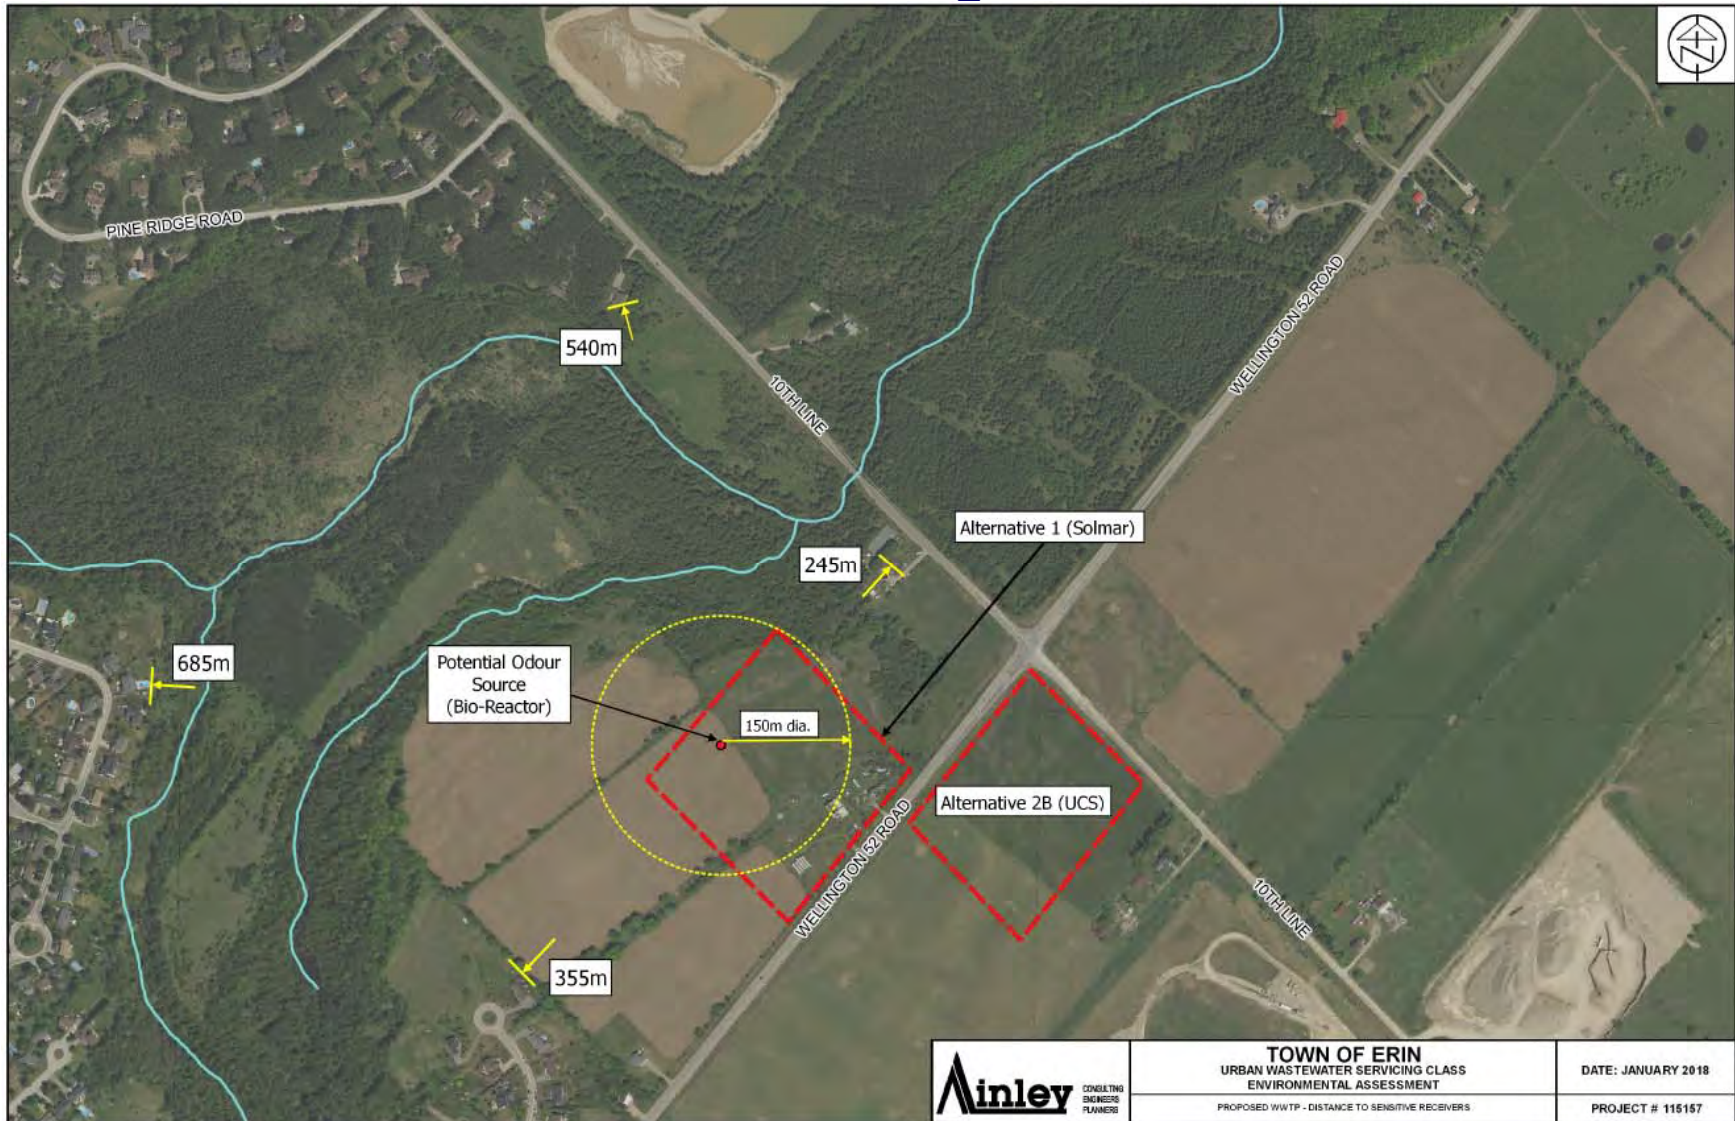 N
PINE RIDGE ROAD
540m
10TH LINE
WELLINGTON 52 ROAD
Alternative 1 (Solmar)
245m
685m
Potential Odour
Source
(Bio-Reactor)
150m dia.
Alternative 2B (UCS)
WELLINGTON 52 ROAD
10TH LINE
355m
Ainley
CONSULTING
ENGINEERS
PLANNERS
TOWN OF ERIN
URBAN WASTEWATER SERVICING CLASS
ENVIRONMENTAL ASSESSMENT
PROPOSED WWTP - DISTANCE TO SENSITIVE RECEIVERS
DATE: JANUARY 2018
PROJECT # 115157